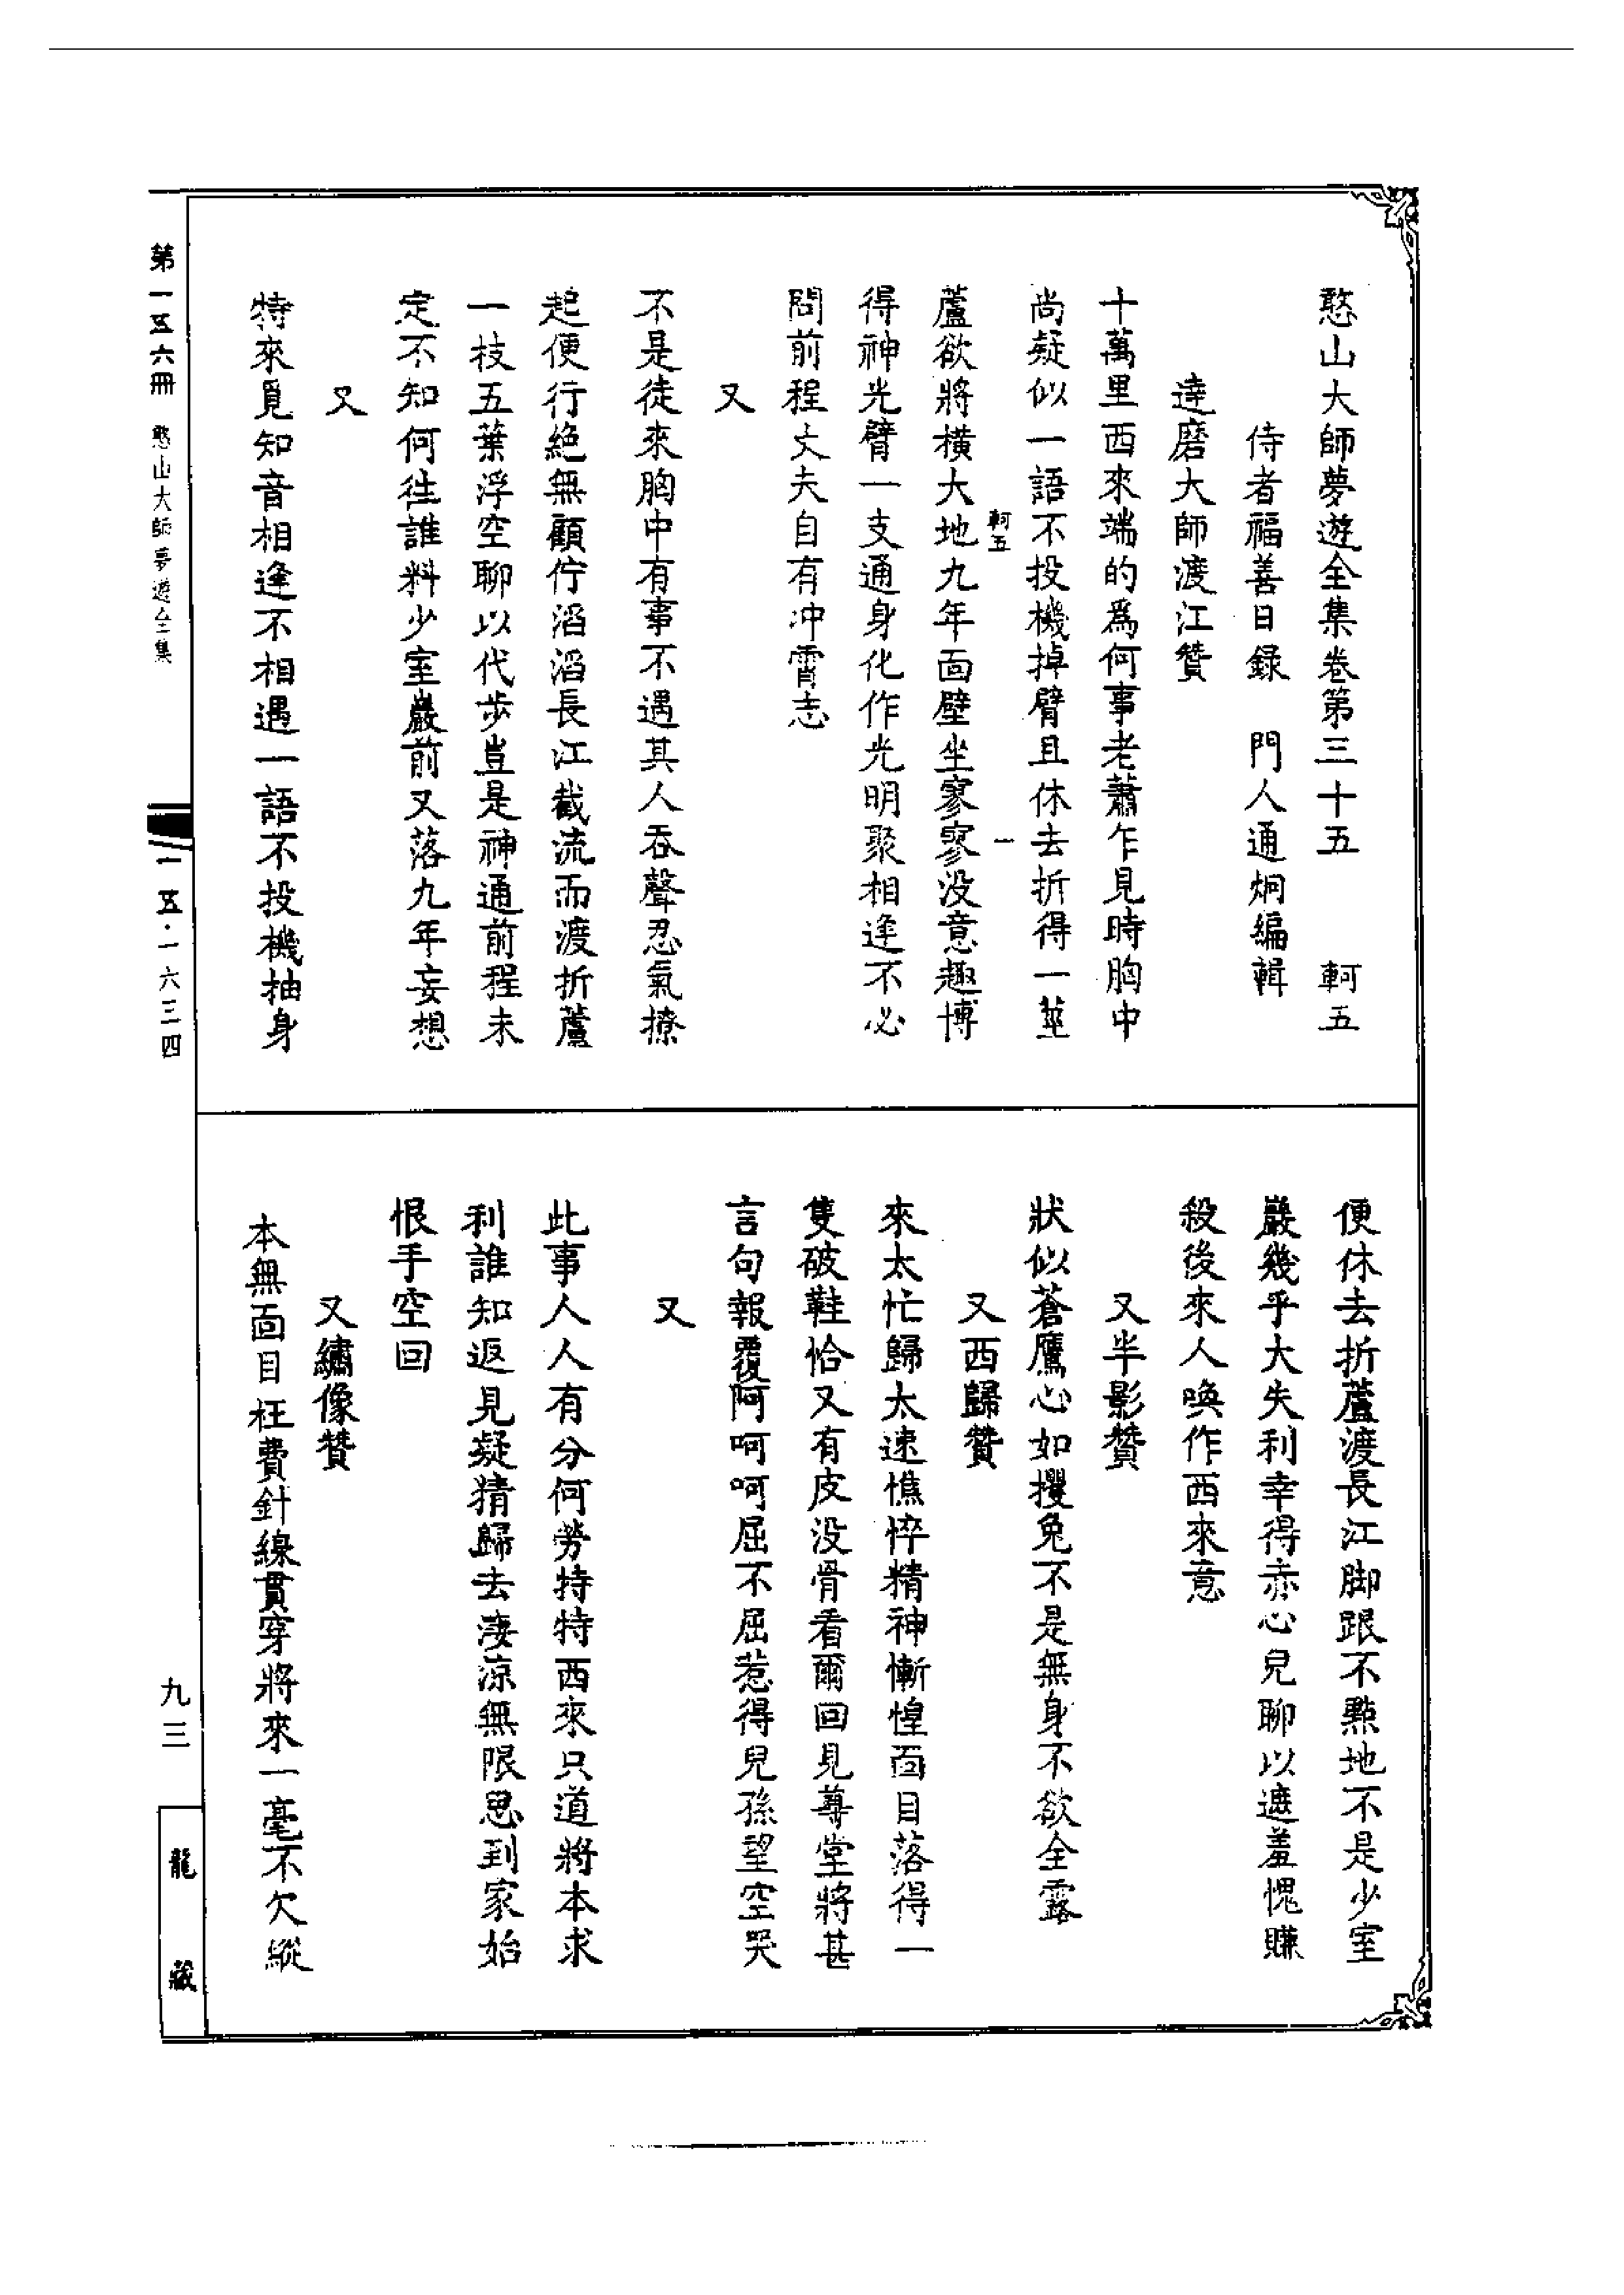 憨山大師夢遊全集卷第三十五　軻五
侍者福善日録　門人通炯編輯
達磨大師渡江贊
十萬里西來端的爲何事老蕭乍見時胸中
尚疑似一語不投機掉臂且休去折得一莖
軻五　一
蘆欲將横大地九年面壁坐寥寥没意趣博
得神光臂一支通身化作光明聚相逢不必
問前程丈夫自有冲霄志
又
不是徒來胸中有事不遇其人吞聲忍氣撩
起便行絶無顧佇滔滔長江截流而渡折蘆
一枝五葉浮空聊以代步豈是神通前程未
定不知何往誰料少室巖前又落九年妄想
又
特來覓知音相逢不相遇一語不投機抽身
便休去折蘆渡長江脚跟不點地不是少室
巖幾乎大失利幸得赤心兒聊以遮羞愧賺
殺後來人喚作西來意
又半影贊
狀似蒼鷹心如攫兔不是無身不欲全露
又西歸贊
來太忙歸太速憔悴精神慚惶面目落得一
隻破鞋恰又有皮没骨看爾回見尊堂將甚
言句報覆阿呵呵屈不屈惹得兒孫望空哭
又
此事人人有分何勞特特西來只道將本求
利誰知返見疑猜歸去淒凉無限思到家始
恨手空回
又繡像贊
本無面目枉費針線貫穿將來一毫不欠縱
第一五六冊　憨山大師夢遊全集
一五·一六三四
九三
龍藏